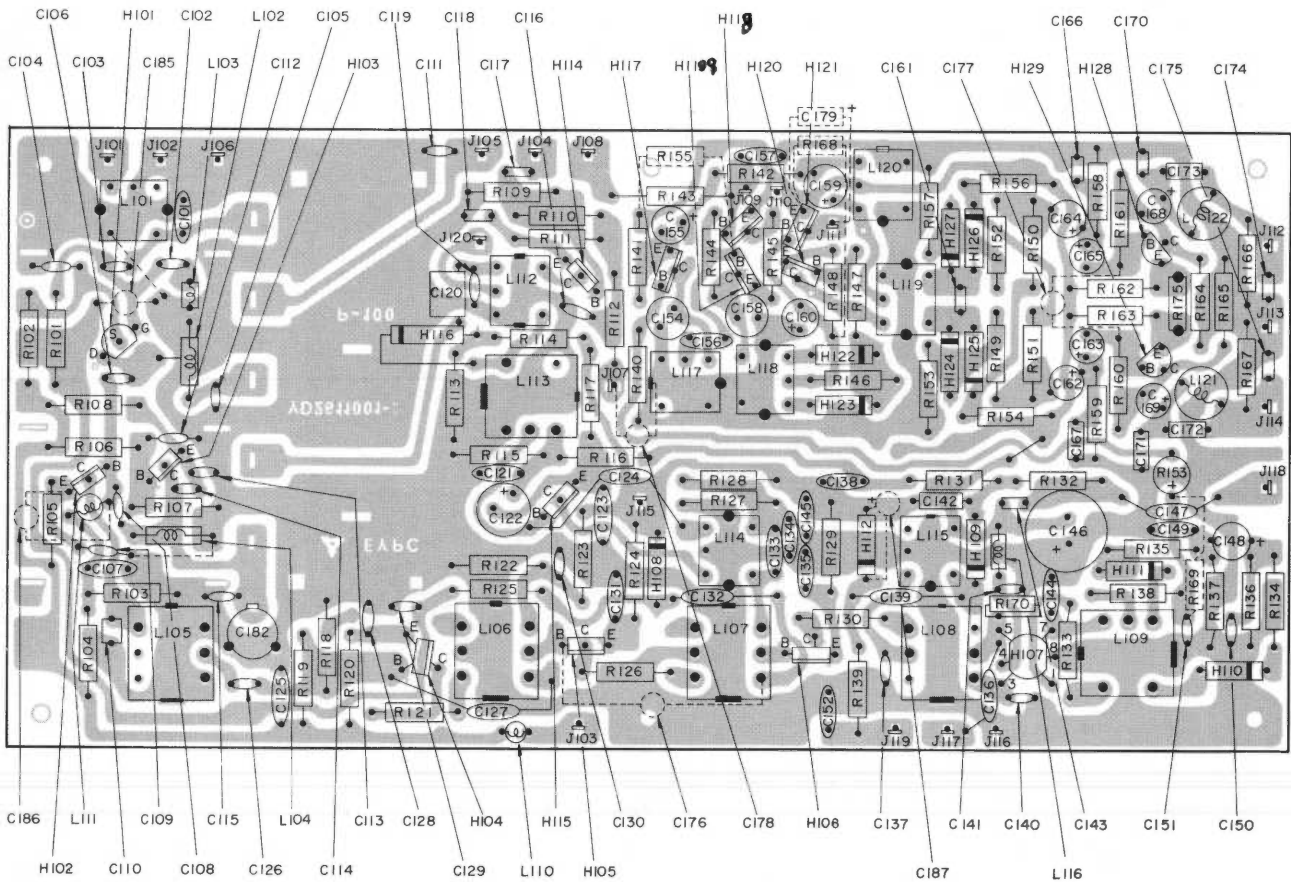 C106 H101 C102 L102 C105 C119 C118 C116 H118 H120 H121 C166 C170
C104 C103 C185 L103 C112 H103 C111 C117 H114 H117 H119 C161 C177 H129 H128 C175 C174
J101 J102 J106 J105 J104 J108 R155 C157 C179
R168
L101 C101 R109 R143 R142 C159 L120 R156 R158 C173
J120 R110 R111 J109 J110 J111 R157 C164 R161 C168 L122
C155 R141 R144 R145 H127 H126 R152 R150 C165 J112
C120 L112 R112 R148 R147 L119 R162 R175 R164 R165 R166
R102 R101 P-100 H116 R114 C154 C158 C160 C156 R163 J113
S G D
R108 R113 L113 R117 J107 R140 L117 L118 H122 R146 H123 R153 H124 H125 R149 R151 C163 C162 R160 L121 R167
YD2611001-
R154 R159 C169 J114
R106 R115 R116 C167 C171 C172
R105 R107 C121 C122 C124 R128 R127 C138 R131 R132 R153 J118
C123 J115 C145 C142 C147
A EYRC R123 R124 H108 L114 C133 C134 C135 R129 H112 L115 H109 C146 C149 C148
C107 R122 R125 C131 C132 C139 R135 H111 R138 R169 R137 R136 R134
R103 R170 C144
R104 L105 C182 R118 L106 L107 R130 L108 H107 R133 L109
R119 R120 C125 R126 R139 H110
R121 C127 C152 C136
J103 J119 J117 J116
C186 L111 C109 C115 L104 C113 C128 H104 H115 C130 C176 C178 H106 C137 C141 C140 C143 C151 C150
H102 C110 C108 C126 C114 C129 L110 H105 C187 L116